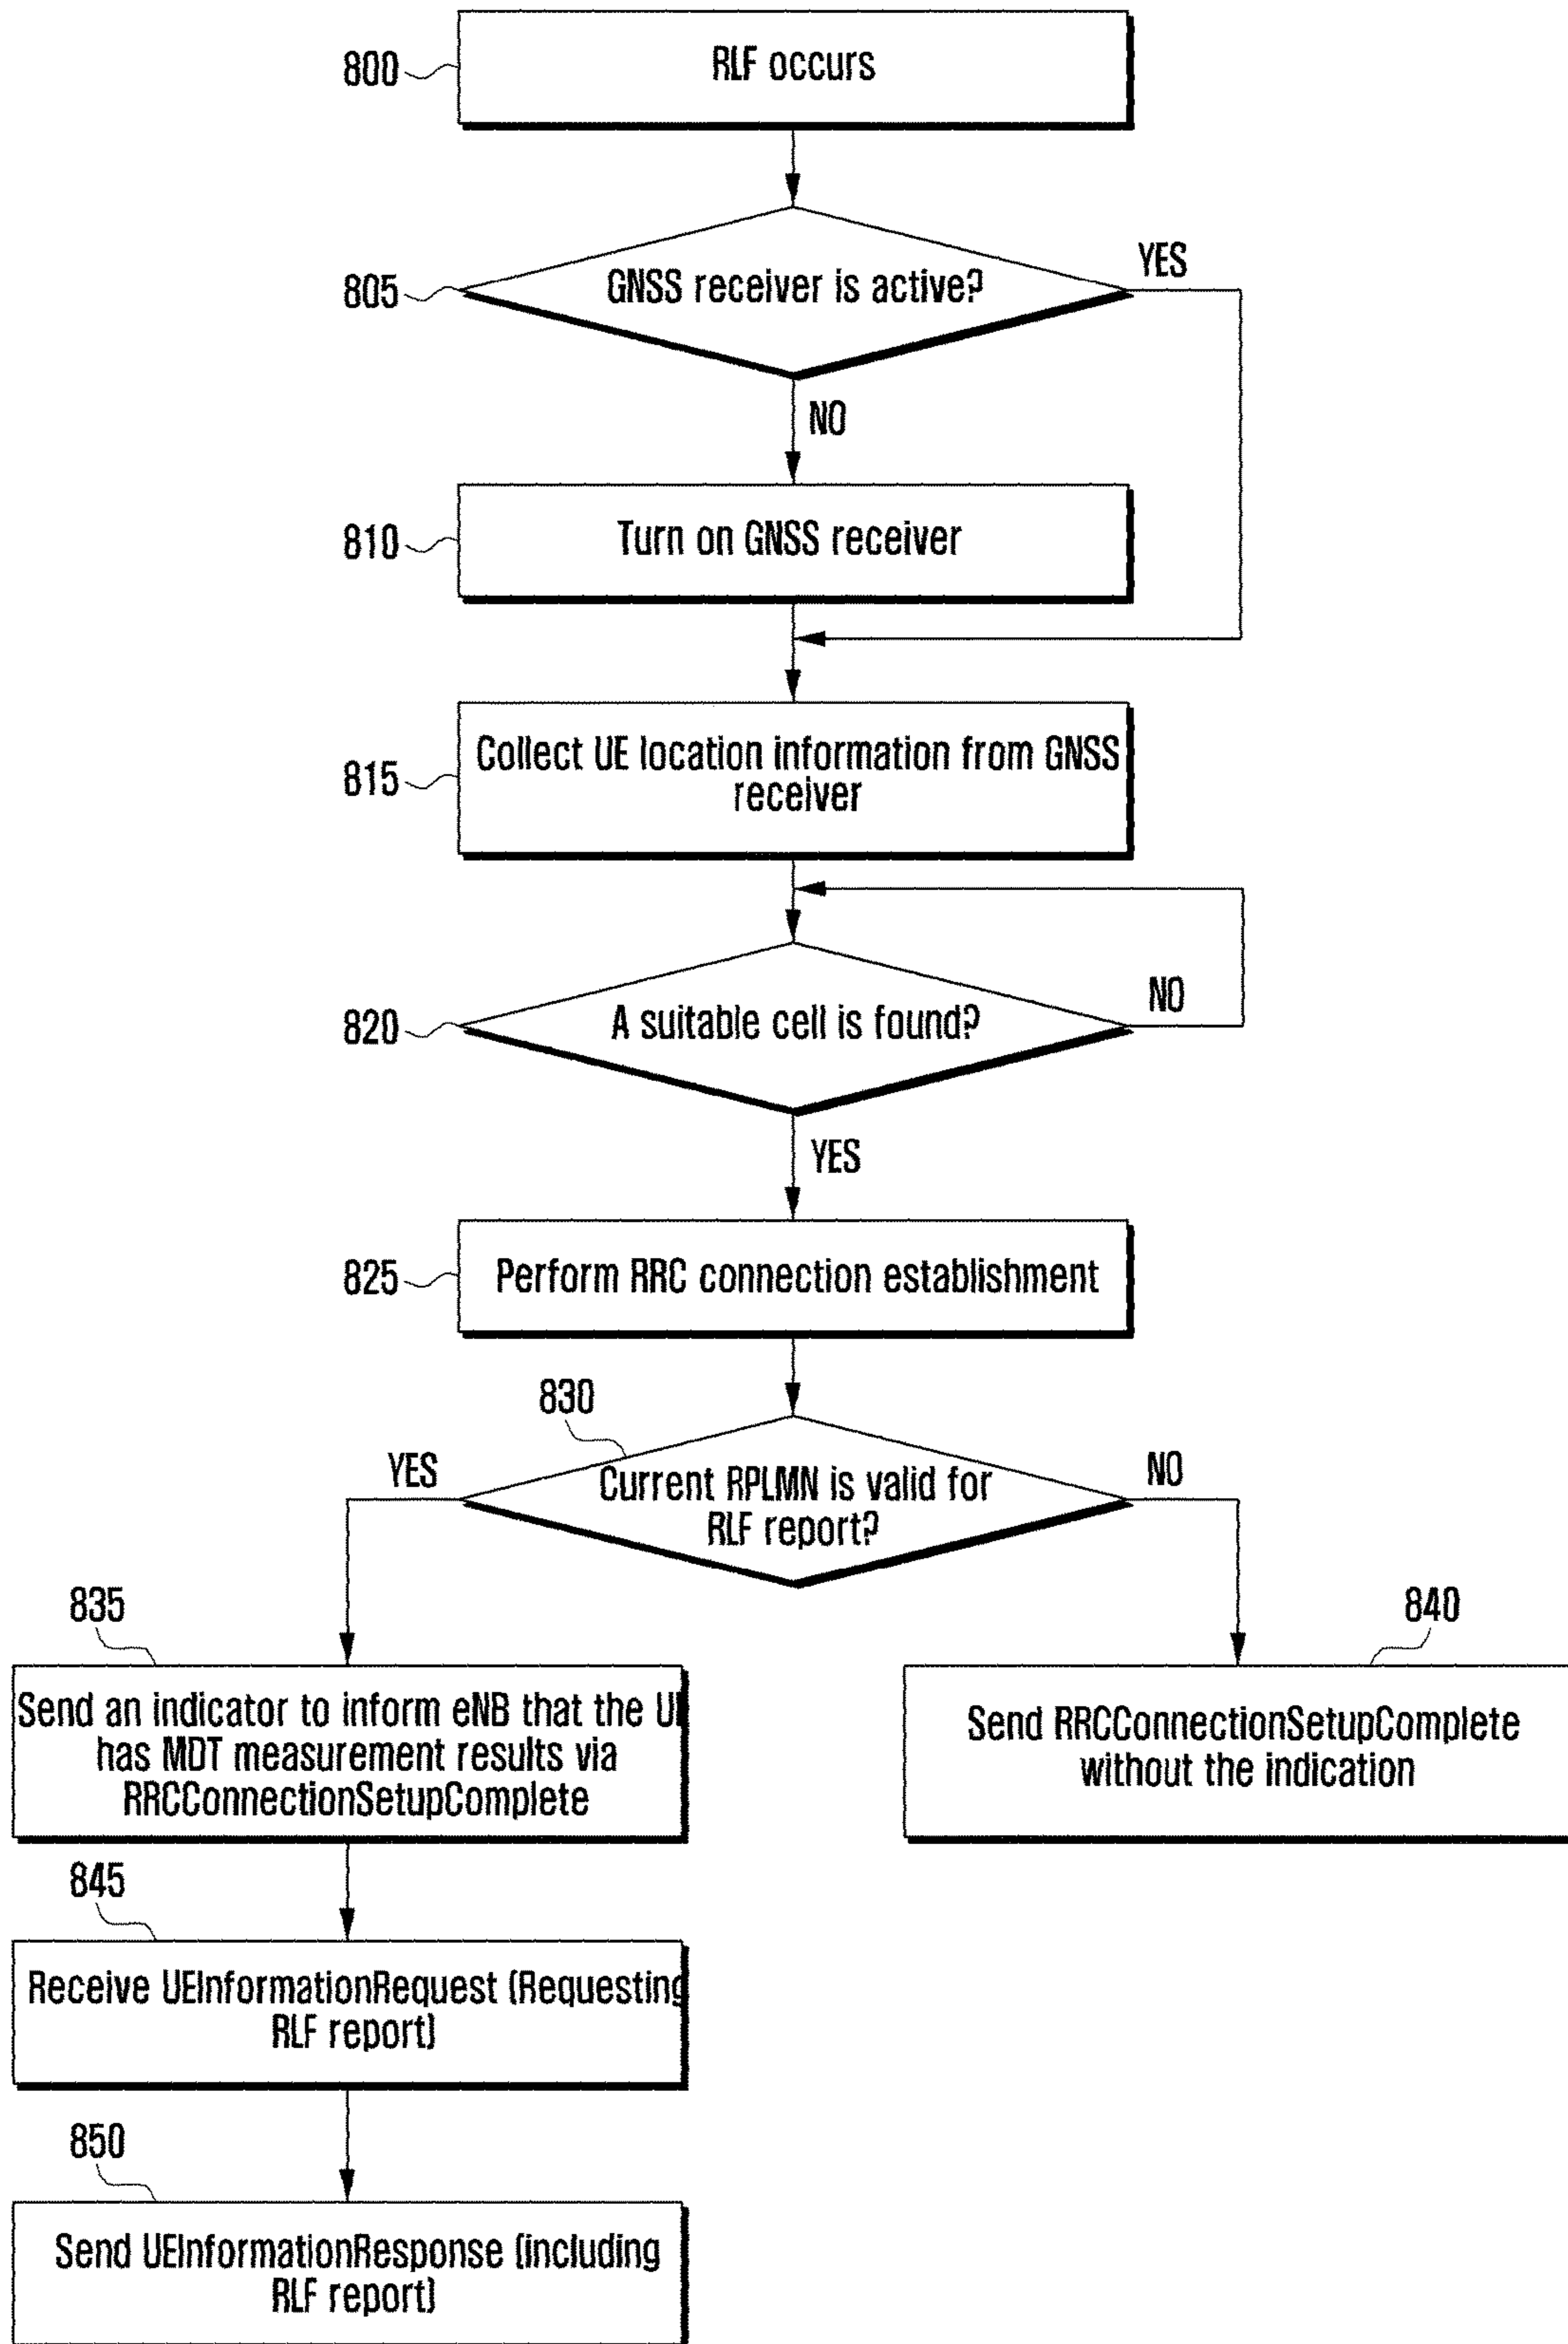 800
RLF occurs
805
GNSS receiver is active?
YES
NO
810
Turn on GNSS receiver
815
Collect UE location information from GNSS
receiver
820
A suitable cell is found?
NO
YES
825
Perform RRC connection establishment
830
YES
Current RPLMN is valid for
RLF report?
NO
835
Send an indicator to inform eNB that the UE
has MDT measurement results via
RRCConnectionSetupComplete
840
Send RRCConnectionSetupComplete
without the indication
845
Receive UEInformationRequest (Requesting
RLF report)
850
Send UEInformationResponse (including
RLF report)